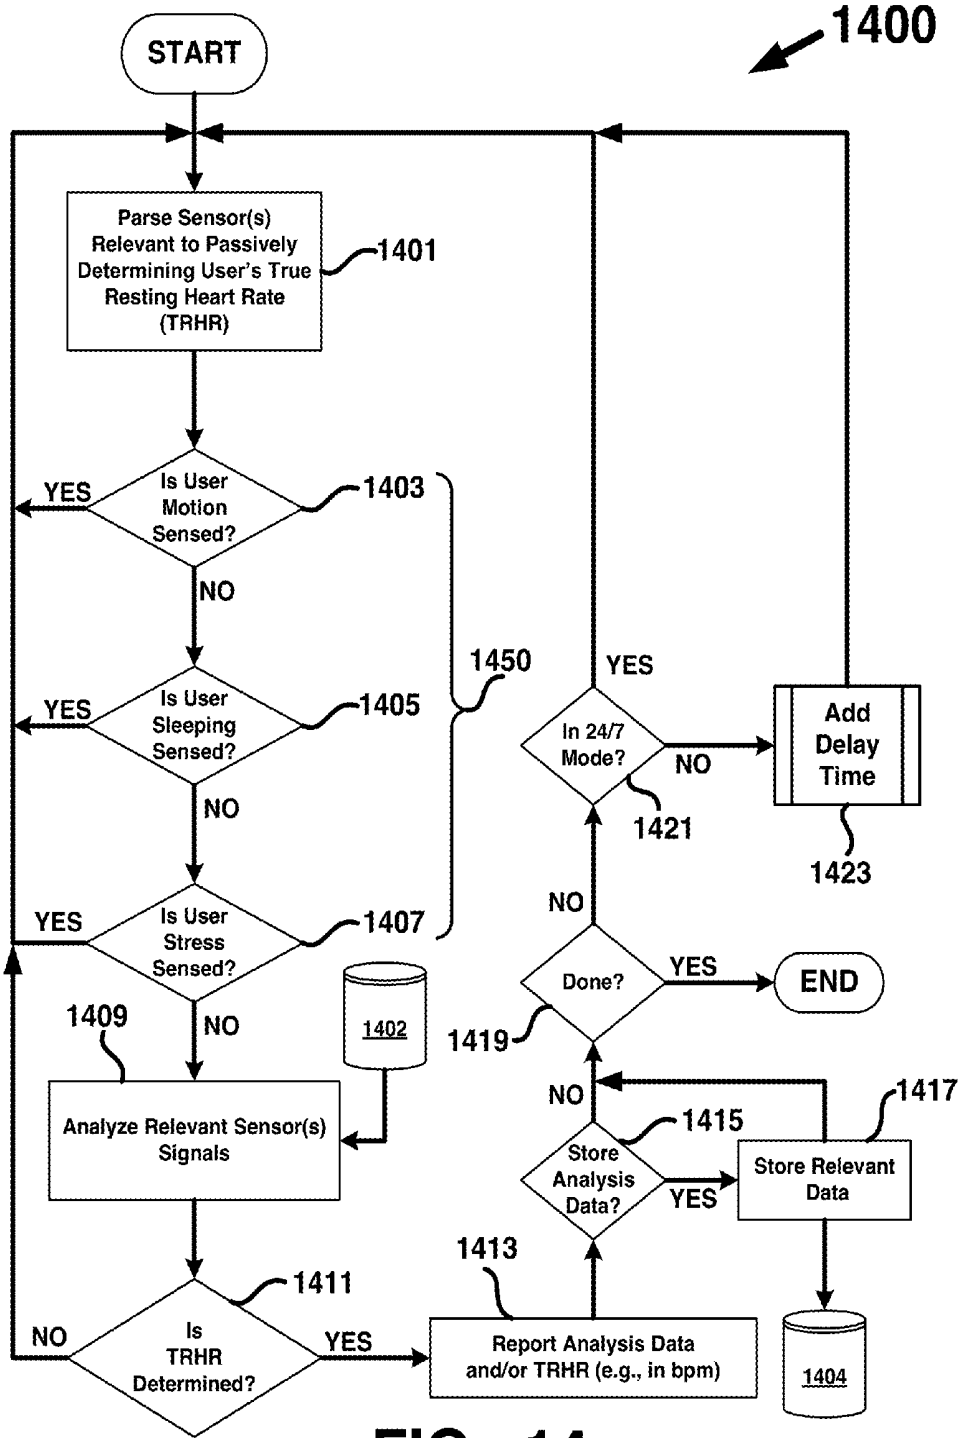 START
1400
Parse Sensor(s)
Relevant to Passively
Determining User's True
Resting Heart Rate
(TRHR)
1401
Is User
Motion
Sensed?
1403
YES
NO
Is User
Sleeping
Sensed?
1405
YES
NO
1450
Is User
Stress
Sensed?
1407
YES
NO
1409
1402
Analyze Relevant Sensor(s)
Signals
Is
TRHR
Determined?
1411
NO
YES
1413
Report Analysis Data
and/or TRHR (e.g., in bpm)
Store
Analysis
Data?
1415
YES
NO
1417
Store Relevant
Data
1404
Done?
1419
YES
END
NO
In 24/7
Mode?
1421
YES
NO
Add
Delay
Time
1423
FIG. 14